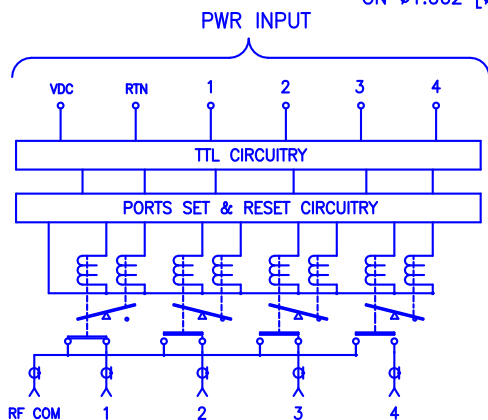 PWR INPUT
VDC RTN 1 2 3 4
TTL CIRCUITRY
PORTS SET & RESET CIRCUITRY
RF COM 1 2 3 4